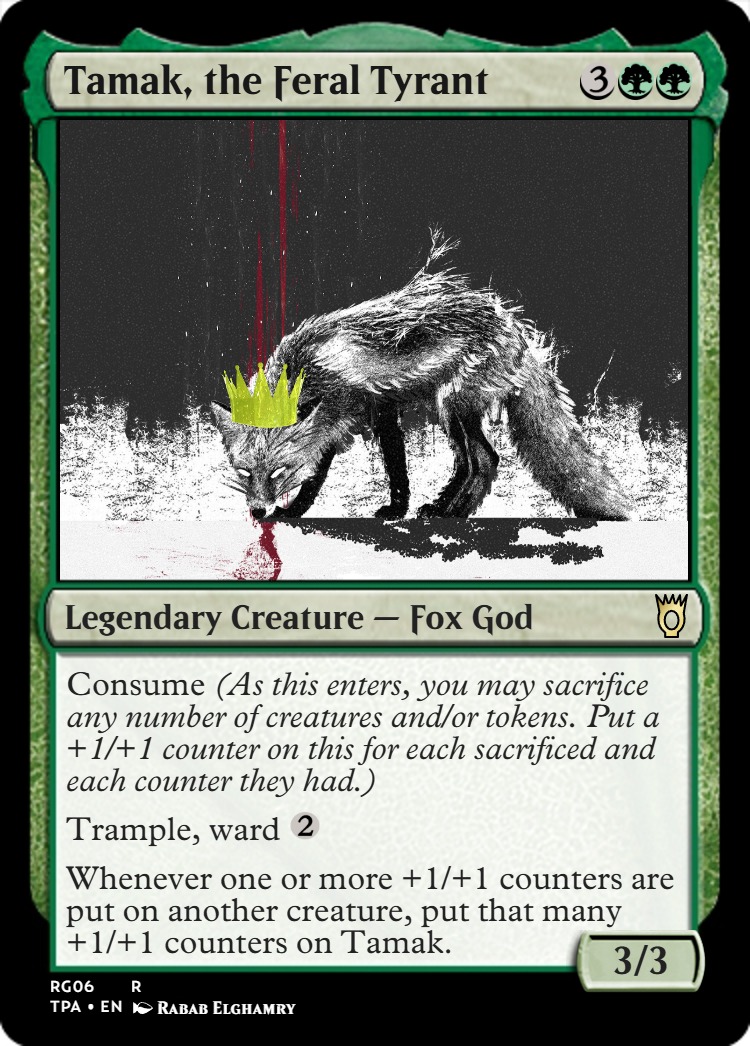 Tamak, the Feral Tyrant 3
Legendary Creature — Fox God
Consume (As this enters, you may sacrifice
any number of creatures and/or tokens. Put a
+1/+1 counter on this for each sacrificed and
each counter they had.)
Trample, ward 2
Whenever one or more +1/+1 counters are
put on another creature, put that many
+1/+1 counters on Tamak.
3/3
RG06 R
TPA • EN Rabab Elghamry